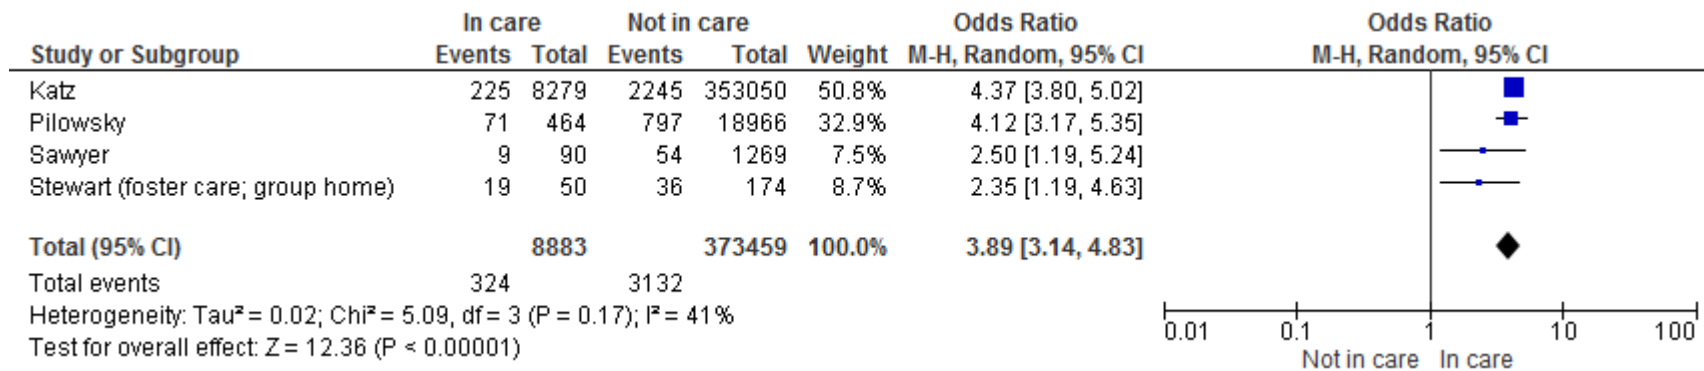 In care Not in care Odds Ratio Odds Ratio
Study or Subgroup Events Total Events Total Weight M-H, Random, 95% CI M-H, Random, 95% CI
Katz 225 8279 2245 353050 50.8% 4.37 [3.80, 5.02]
Pilowsky 71 464 797 18966 32.9% 4.12 [3.17, 5.35]
Sawyer 9 90 54 1269 7.5% 2.50 [1.19, 5.24]
Stewart (foster care; group home) 19 50 36 174 8.7% 2.35 [1.19, 4.63]
Total (95% CI) 8883 373459 100.0% 3.89 [3.14, 4.83]
Total events 324 3132
Heterogeneity: Tau² = 0.02; Chi² = 5.09, df = 3 (P = 0.17); I² = 41%
Test for overall effect: Z = 12.36 (P < 0.00001)
0.01 0.1 1 10 100
Not in care In care